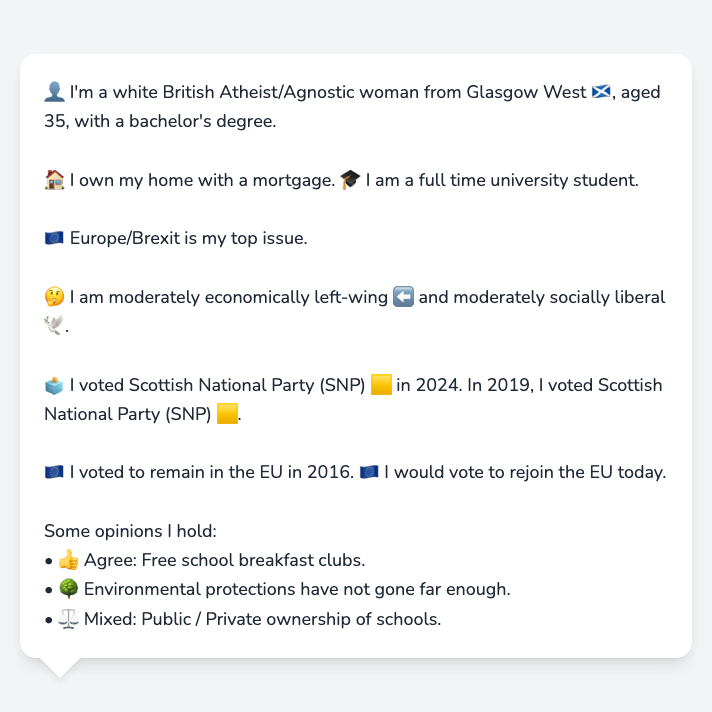 👤 I'm a white British Atheist/Agnostic woman from Glasgow West 🏴󠁧󠁢󠁳󠁣󠁴󠁿, aged
35, with a bachelor's degree.
🏠 I own my home with a mortgage. 🎓 I am a full time university student.
🇪🇺 Europe/Brexit is my top issue.
🤔 I am moderately economically left-wing ⬅️ and moderately socially liberal
🕊️.
🗳️ I voted Scottish National Party (SNP) 🟨 in 2024. In 2019, I voted Scottish
National Party (SNP) 🟨.
🇪🇺 I voted to remain in the EU in 2016. 🇪🇺 I would vote to rejoin the EU today.
Some opinions I hold:
• 👍 Agree: Free school breakfast clubs.
• 🌳 Environmental protections have not gone far enough.
• ⚖️ Mixed: Public / Private ownership of schools.